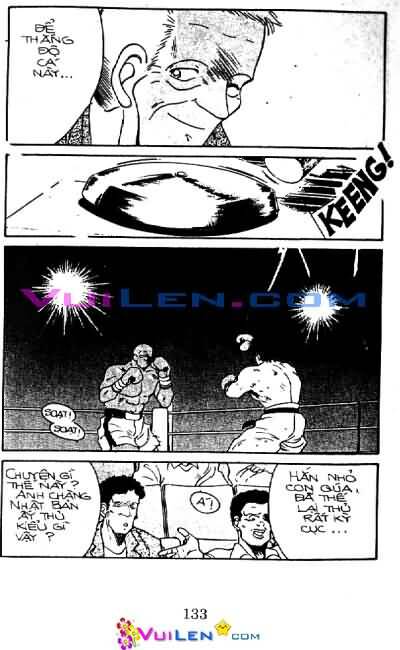 ĐỂ
THẮNG
ĐỘ
CÁ
NÀY...
KEENG!
VUILEN.COM
SOẠT!
SOẠT!
CHUYỆN GÌ
THẾ NÀY?
ANH CHÀNG
NHẬT BẢN
ẤY THỦ
KIỂU GÌ
VẬY?
Á!
HẮN NHỎ
CON QÚA,
ĐÃ THẾ
LẠI THỦ
RẤT KỲ
CỤC...
133
VUILEN.COM